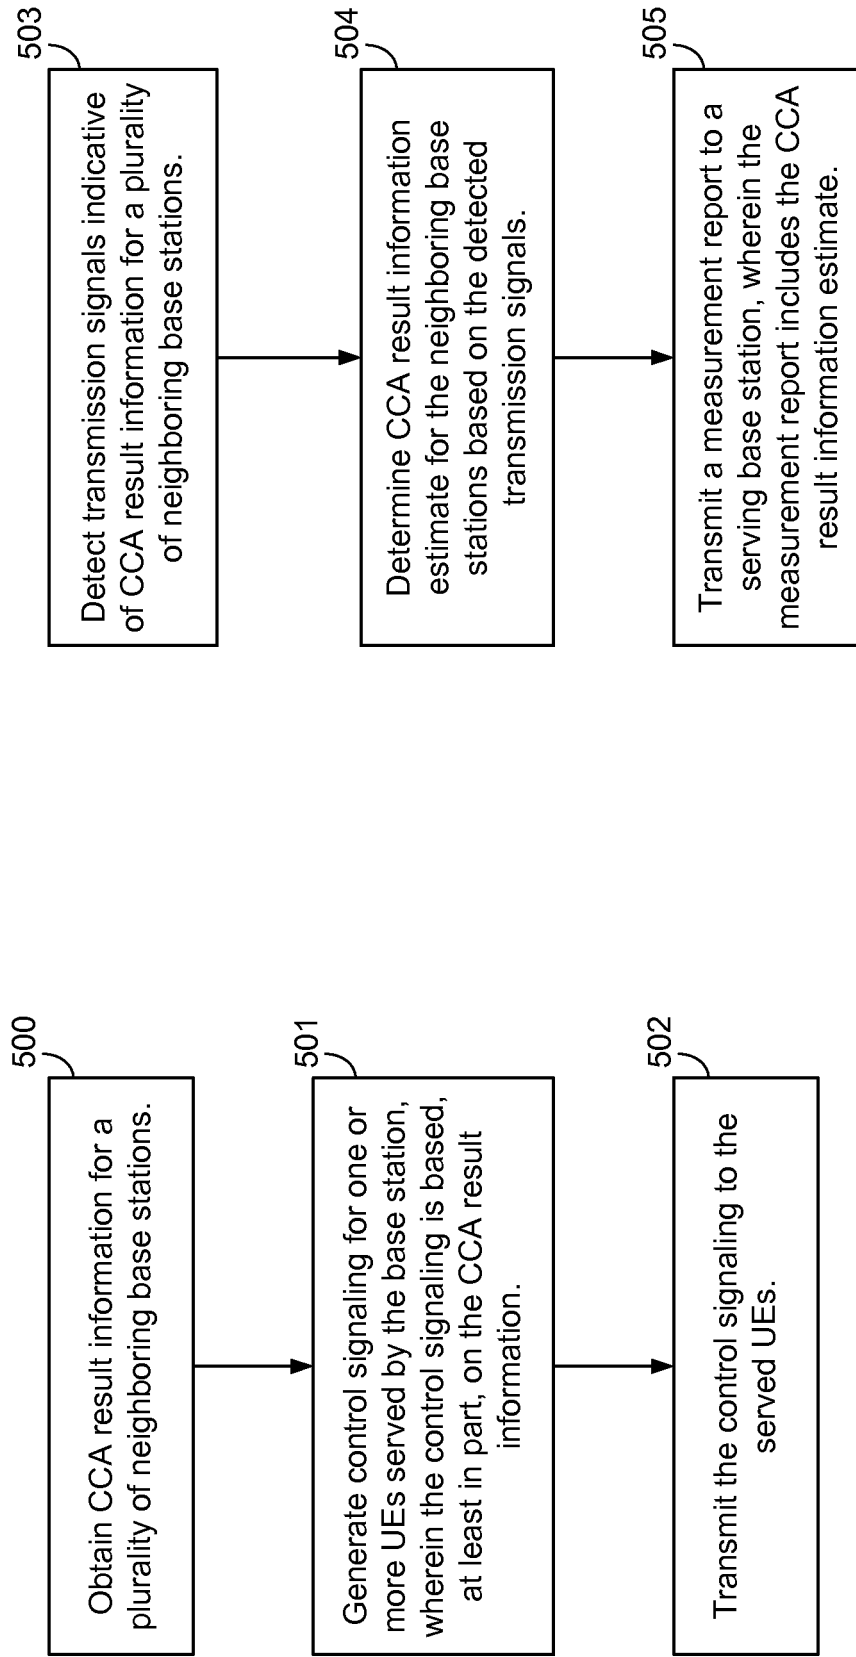 500
Obtain CCA result information for a
plurality of neighboring base stations.
501
Generate control signaling for one or
more UEs served by the base station,
wherein the control signaling is based,
at least in part, on the CCA result
information.
502
Transmit the control signaling to the
served UEs.
503
Detect transmission signals indicative
of CCA result information for a plurality
of neighboring base stations.
504
Determine CCA result information
estimate for the neighboring base
stations based on the detected
transmission signals.
505
Transmit a measurement report to a
serving base station, wherein the
measurement report includes the CCA
result information estimate.